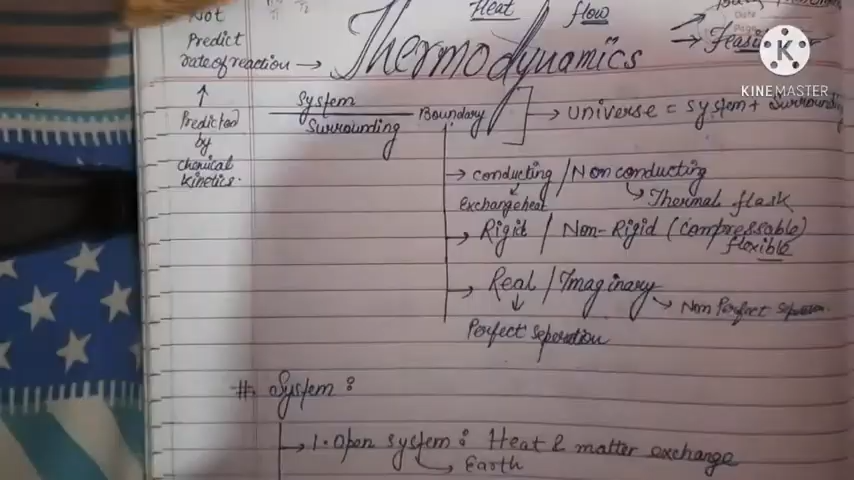 Not
Heat
flow
Predict
rate of reaction → Thermodynamics
→ Feasi
K
KINEMASTER
System
Surrounding
Boundary
→ Universe = System + Surrounding
Predicted
by
chemical
kinetics.
→ conducting / Non conducting
Exchange heat
→ Thermal flask
→ Rigid / Non-Rigid (compressable)
flexible
→ Real / Imaginary
→ Non Perfect
Perfect Seperation
#. System :
→ 1. Open system : Heat & matter exchange
→ Earth